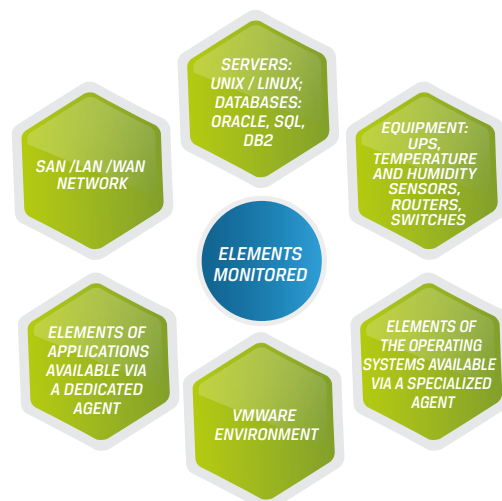 SERVERS:
UNIX / LINUX;
DATABASES:
ORACLE, SQL,
DB2
SAN /LAN /WAN
NETWORK
EQUIPMENT:
UPS,
TEMPERATURE
AND HUMIDITY
SENSORS,
ROUTERS,
SWITCHES
ELEMENTS
MONITORED
ELEMENTS OF
APPLICATIONS
AVAILABLE VIA
A DEDICATED
AGENT
ELEMENTS OF
THE OPERATING
SYSTEMS AVAILABLE
VIA A SPECIALIZED
AGENT
VMWARE
ENVIRONMENT